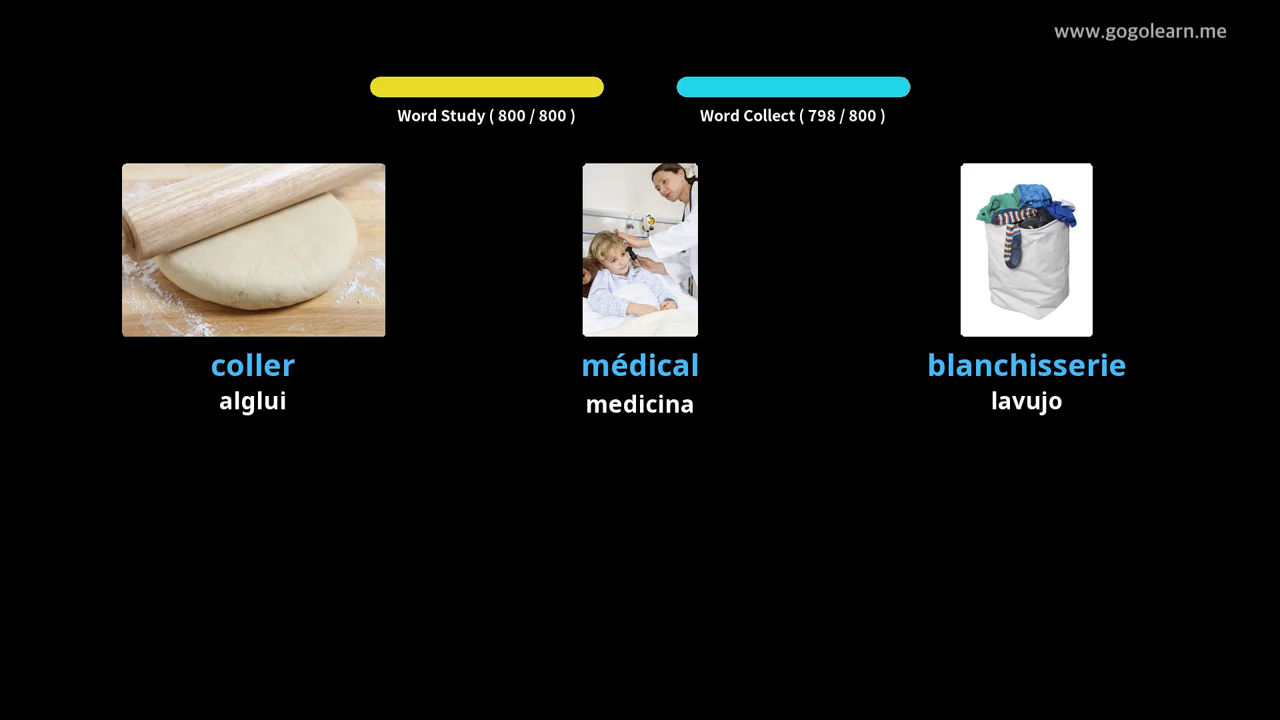 www.gogolearn.me
Word Study ( 800 / 800 )
Word Collect ( 798 / 800 )
coller
alglui
médical
medicina
blanchisserie
lavujo